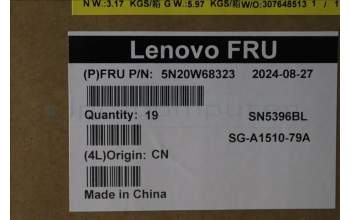 N W:3.17 KGS/箱 G W:5.97 KGS/箱 W/O:307648513 1 / 1
Lenovo FRU
(P)FRU P/N: 5N20W68323 2024-08-27
Quantity: 19 SN5396BL
SG-A1510-79A
(4L)Origin: CN
Made in China